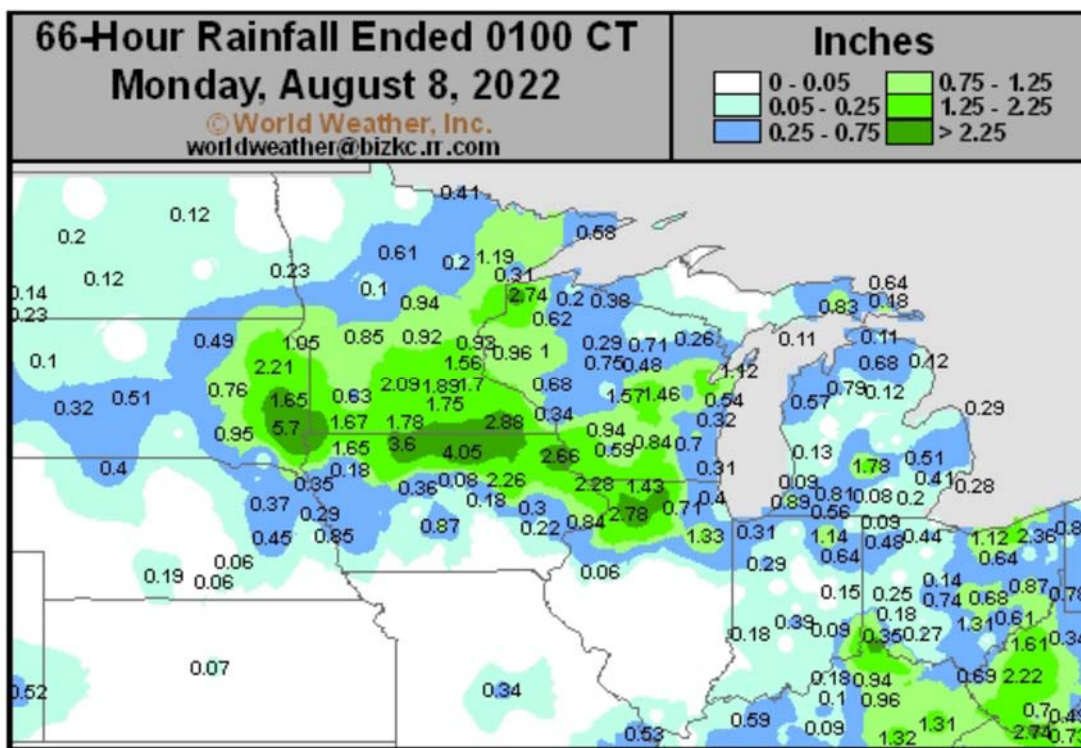 66-Hour Rainfall Ended 0100 CT
Monday, August 8, 2022
©World Weather, Inc.
worldweather@bizkc.rr.com
Inches
0 - 0.05 0.75 - 1.25
0.05 - 0.25 1.25 - 2.25
0.25 - 0.75 > 2.25
0.41
0.12
0.58
0.2
0.61
0.2 1.19
0.12 0.23 0.31 0.64
0.14 0.1 2.74 0.2 0.38 0.48
0.23 0.94 0.62 0.83
0.49 1.05 0.85 0.92 0.93 0.29 0.71 0.26 0.11 0.11
0.1 0.96 1 0.75 0.48 0.68 0.12
2.21 1.56 1.12
0.76 2.09 1.89 1.7 0.68 0.79 0.12
0.51 1.65 0.63 1.75 1.57 1.46 0.54 0.57
0.32 0.34 0.32 0.29
5.7 1.67 1.78 2.88
0.95 1.65 3.6 4.05 0.94 0.84 0.7
2.66 0.59 0.13
0.4 0.18 0.31 1.78 0.51
0.35 0.36 0.08 2.26 2.28 1.43 0.09 0.41 0.28
0.37 0.18 0.4 0.89 0.81 0.08 0.2
0.29 0.3 2.78 0.71 0.56
0.45 0.85 0.87 0.22 0.84 0.09
1.33 0.31 1.14 0.48 0.44 1.12 2.36
0.06 0.29 0.64 0.64
0.19 0.06 0.06 0.14
0.15 0.25 0.74 0.68 0.87 0.78
0.39 0.18 1.31 0.61
0.18 0.09 0.35 0.27 1.61 0.34
0.07
0.18 0.94 0.69 2.22
0.52 0.34 0.1 0.96
0.59 0.7
0.53 0.09 1.32 1.31 2.74